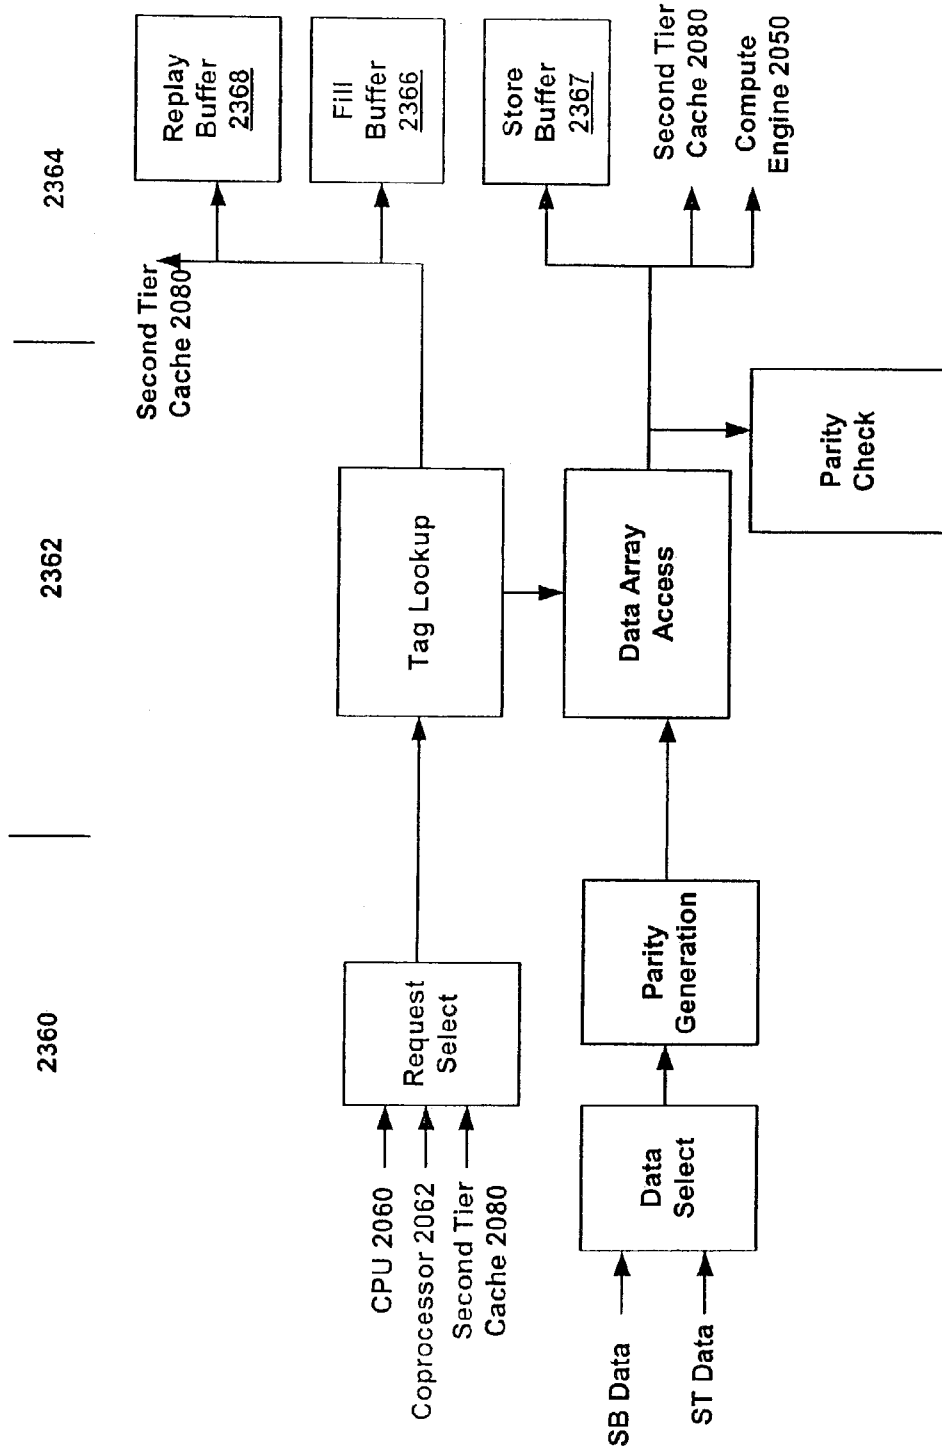 2360
2362
2364
CPU 2060
Coprocessor 2062
Second Tier
Cache 2080
Request
Select
Tag Lookup
Second Tier
Cache 2080
Replay
Buffer
2368
Fill
Buffer
2366
SB Data
ST Data
Data
Select
Parity
Generation
Data Array
Access
Parity
Check
Store
Buffer
2367
Second Tier
Cache 2080
Compute
Engine 2050